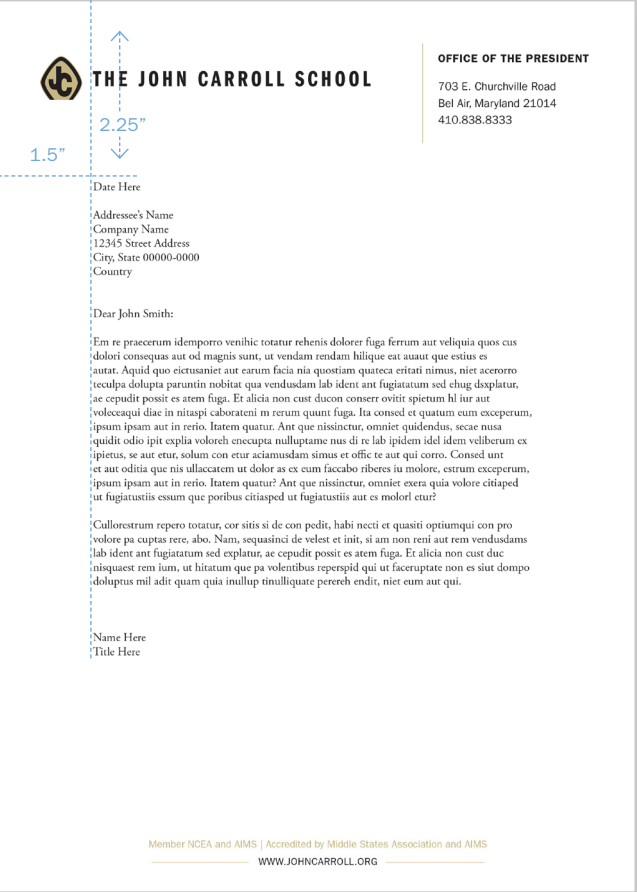 JC
THE JOHN CARROLL SCHOOL
OFFICE OF THE PRESIDENT
703 E. Churchville Road
Bel Air, Maryland 21014
410.838.8333
2.25”
1.5”
Date Here
Addressee’s Name
Company Name
12345 Street Address
City, State 00000-0000
Country
Dear John Smith:
Em re praecerum idemporro venihic totatur rehenis dolorer fuga ferrum aut veliquia quos cus
dolori consequas aut od magnis sunt, ut vendam rendam hilique eat auaut que estius es
autat. Aquid quo eictusaniet aut earum facia nia quostiam quateca eritati nimus, niet acerorro
teculpa dolupta paruntin nobitat qua vendusdam lab ident ant fugiatatum sed ehug dsxplatur,
ae cepudit possit es atem fuga. Et alicia non cust ducon conserr ovitit spietum hl iur aut
voleceaqui diae in nitaspi caborateni m rerum quunt fuga. Ita consed et quatum eum exceperum,
ipsum ipsam aut in rerio. Itatem quatur. Ant que nissinctur, omniet quidendus, secae nusa
quidit odio ipit explia voloreh enecupta nulluptame nus di re lab ipidem idel idem veliberum ex
ipietus, se aut etur, solum con etur aciamusdam simus et offic te aut qui corro. Consed unt
et aut oditia que nis ullaccatem ut dolor as ex eum faccabo riberes iu molore, estrum exceperum,
ipsum ipsam aut in rerio. Itatem quatur? Ant que nissinctur, omniet exera quia volore citiaped
ut fugiatustiis essum que poribus citiasped ut fugiatustiis aut es molorl etur?
Cullorestrum repero totatur, cor sitis si de con pedit, habi necti et quasiti optiumqui con pro
volore pa cuptas rere, abo. Nam, sequasinci de velest et init, si am non reni aut rem vendusdams
lab ident ant fugiatatum sed explatur, ae cepudit possit es atem fuga. Et alicia non cust duc
nisquaest rem ium, ut hitatum que pa volentibus reperspid qui ut faceruptate non es siut dompo
doluptus mil adit quam quia inullup tinulliquate perereh endit, niet eum aut qui.
Name Here
Title Here
Member NCEA and AIMS | Accredited by Middle States Association and AIMS
WWW.JOHNCARROLL.ORG